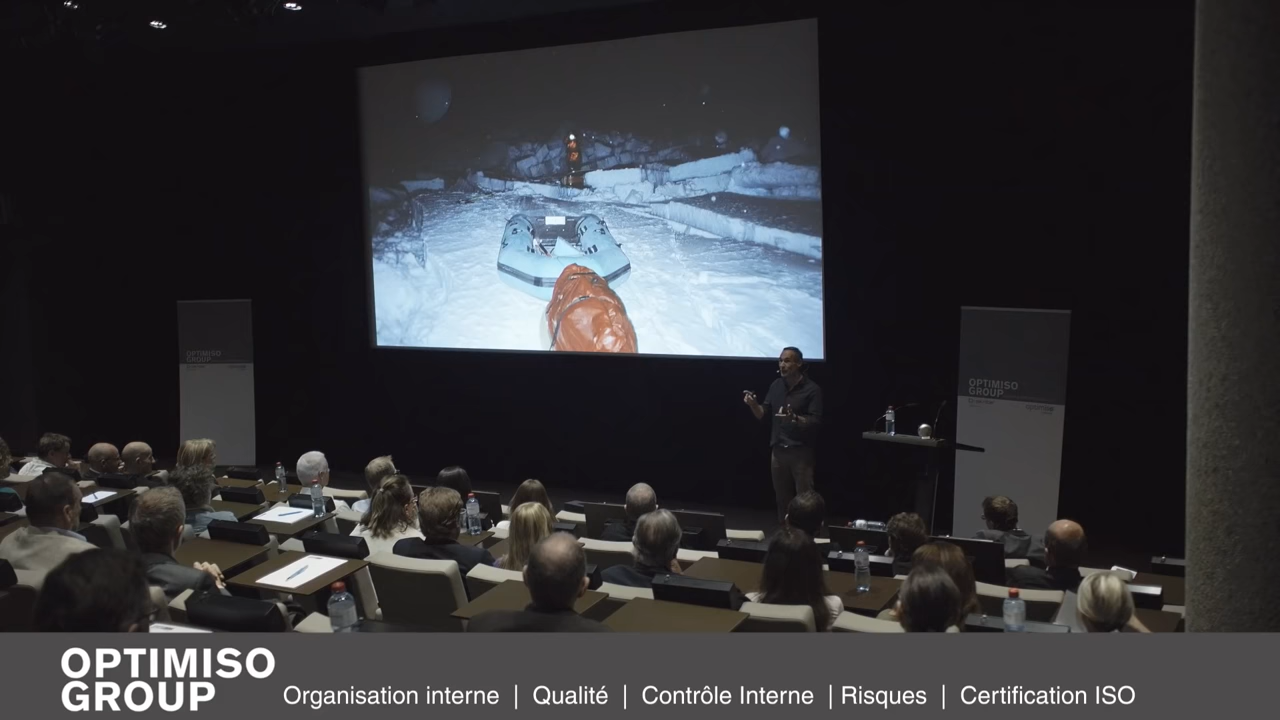 OPTIMISO
GROUP
OPTIMISO
GROUP
OPTIMISO
GROUP
Organisation interne | Qualité | Contrôle Interne | Risques | Certification ISO